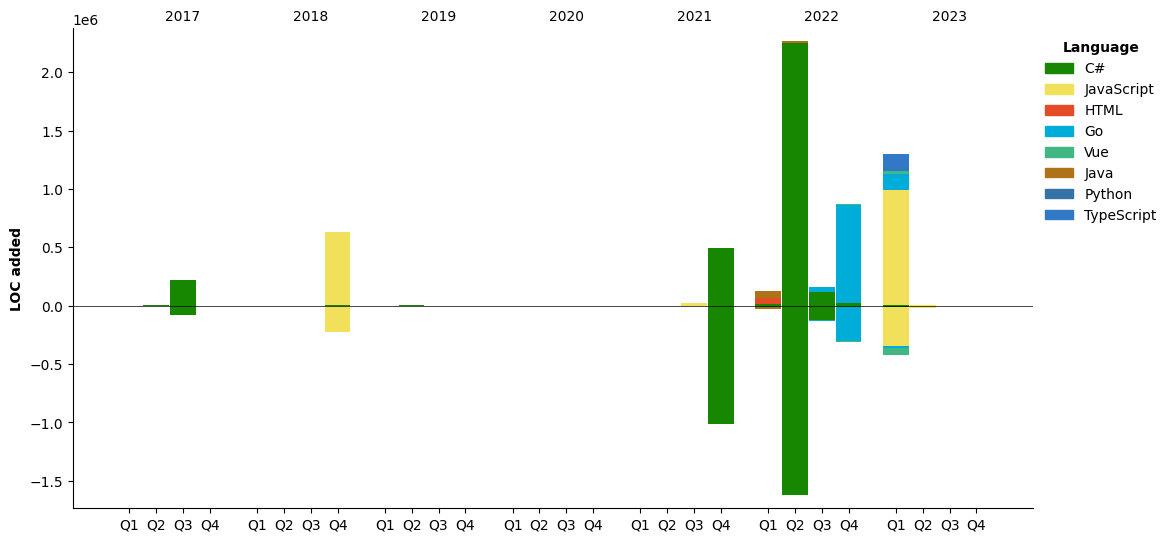 2017 2018 2019 2020 2021 2022 2023
1e6
2.0
1.5
1.0
0.5
0.0
−0.5
−1.0
−1.5
LOC added
Q1 Q2 Q3 Q4 Q1 Q2 Q3 Q4 Q1 Q2 Q3 Q4 Q1 Q2 Q3 Q4 Q1 Q2 Q3 Q4 Q1 Q2 Q3 Q4 Q1 Q2 Q3 Q4
Language
C#
JavaScript
HTML
Go
Vue
Java
Python
TypeScript